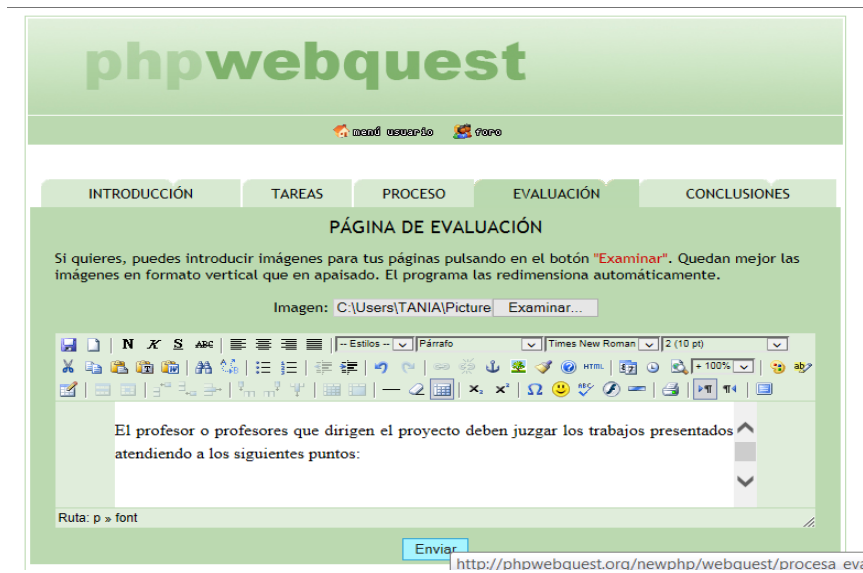 phpwebquest
menú usuario foro
INTRODUCCIÓN TAREAS PROCESO EVALUACIÓN CONCLUSIONES
PÁGINA DE EVALUACIÓN
Si quieres, puedes introducir imágenes para tus páginas pulsando en el botón "Examinar". Quedan mejor las
imágenes en formato vertical que en apaisado. El programa las redimensiona automáticamente.
Imagen: C:\Users\TANIA\Picture Examinar...
N K S ABC -- Estilos -- Párrafo Times New Roman 2 (10 pt)
HTML + 100%
El profesor o profesores que dirigen el proyecto deben juzgar los trabajos presentados
atendiendo a los siguientes puntos:
Ruta: p » font
Enviar
http://phpwebquest.org/newphp/webquest/procesa_eva